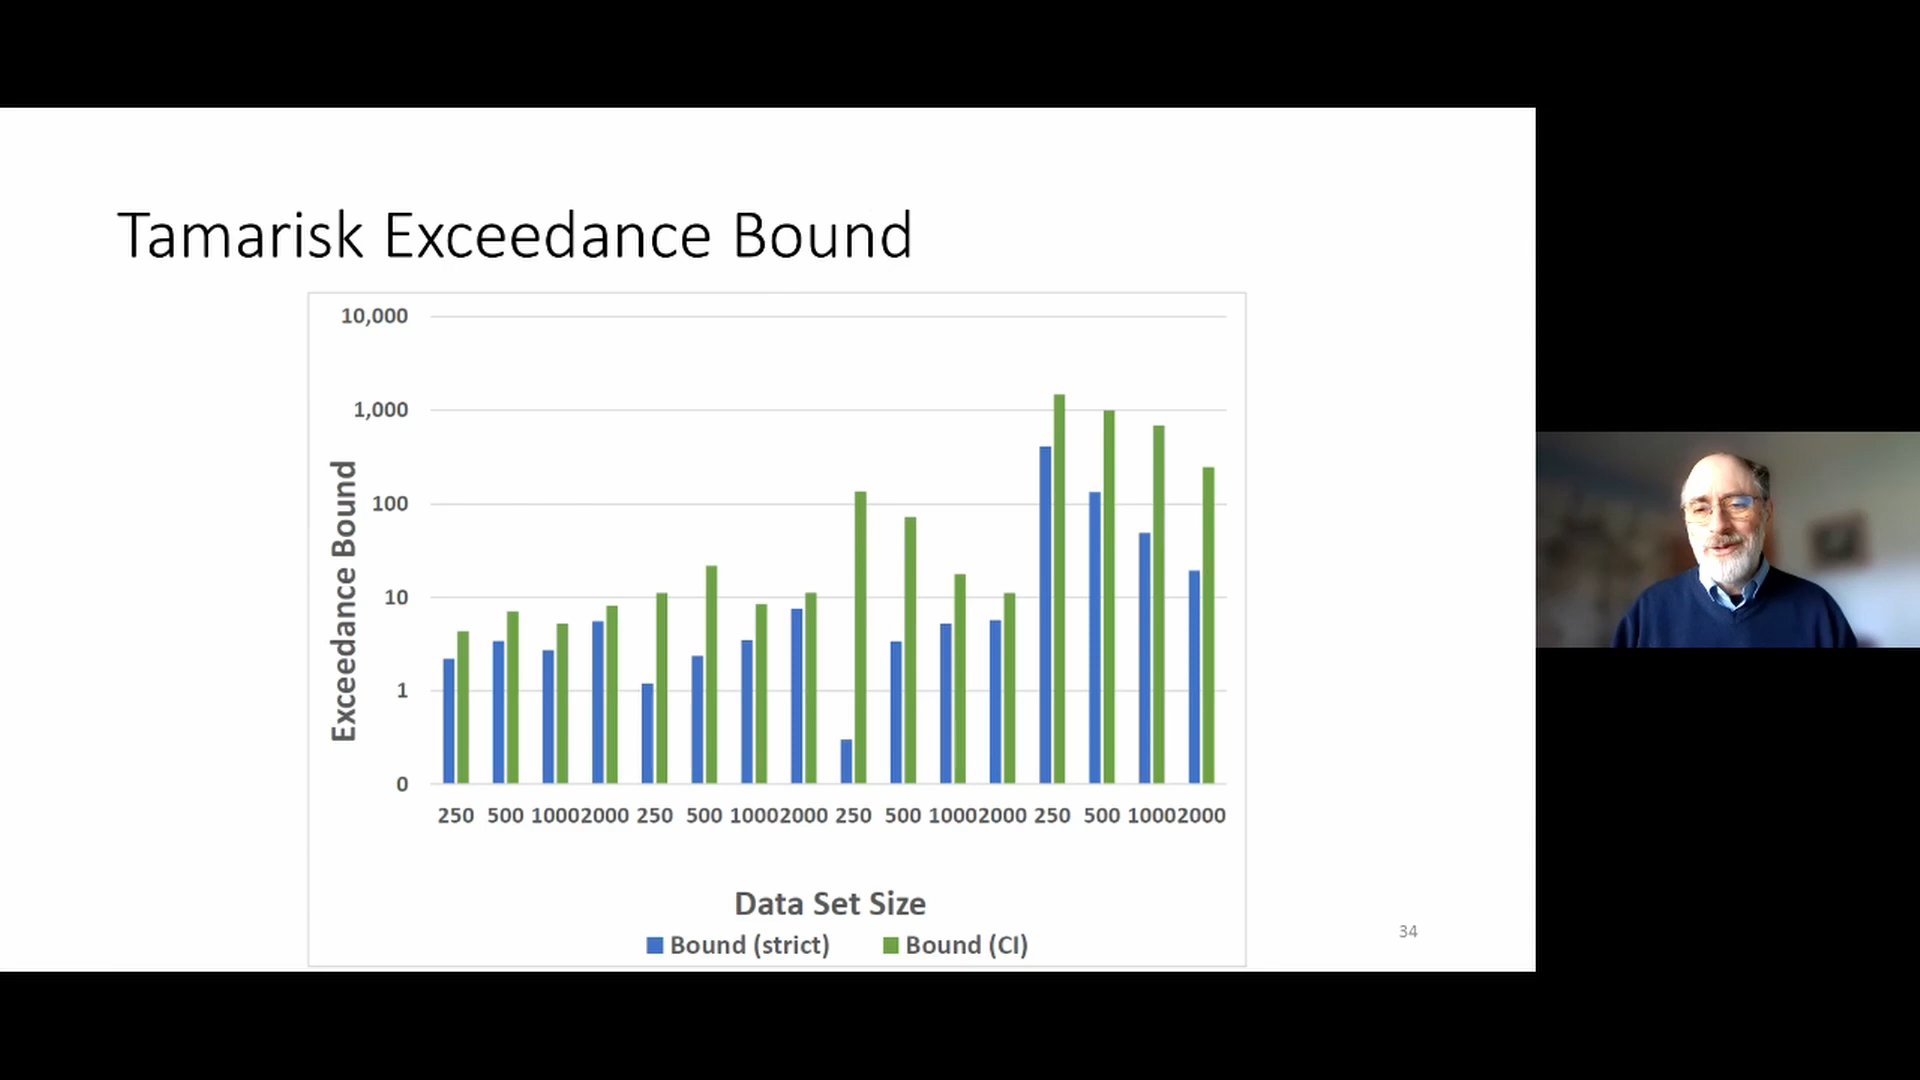 Tamarisk Exceedance Bound
10,000
1,000
100
10
1
0
Exceedance Bound
250 500 1000 2000 250 500 1000 2000 250 500 1000 2000 250 500 1000 2000
Data Set Size
Bound (strict) Bound (CI)
34